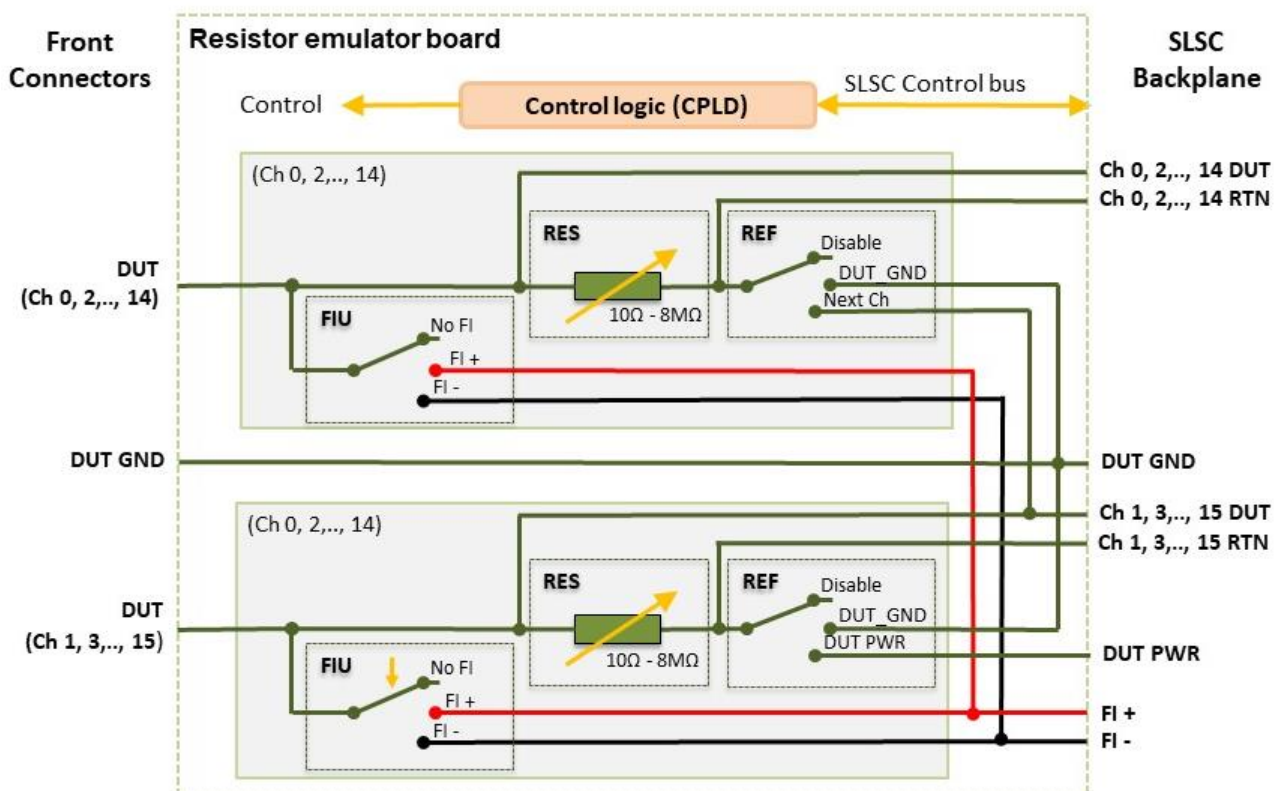 Front
Connectors
Resistor emulator board
SLSC
Backplane
Control
Control logic (CPLD)
SLSC Control bus
(Ch 0, 2,.., 14)
Ch 0, 2,.., 14 DUT
Ch 0, 2,.., 14 RTN
RES
REF
Disable
DUT_GND
Next Ch
10Ω - 8MΩ
DUT
(Ch 0, 2,.., 14)
FIU
No FI
FI +
FI -
DUT GND
DUT GND
(Ch 0, 2,.., 14)
Ch 1, 3,.., 15 DUT
Ch 1, 3,.., 15 RTN
RES
REF
Disable
DUT_GND
DUT PWR
10Ω - 8MΩ
DUT
(Ch 1, 3,.., 15)
DUT PWR
FIU
No FI
FI +
FI -
FI +
FI -